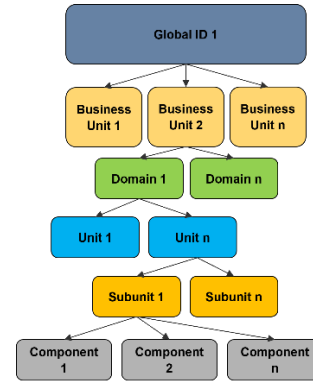 Global ID 1
Business Business Business
Unit 1 Unit 2 Unit n
Domain 1 Domain n
Unit 1 Unit n
Subunit 1 Subunit n
Component Component Component
1 2 n